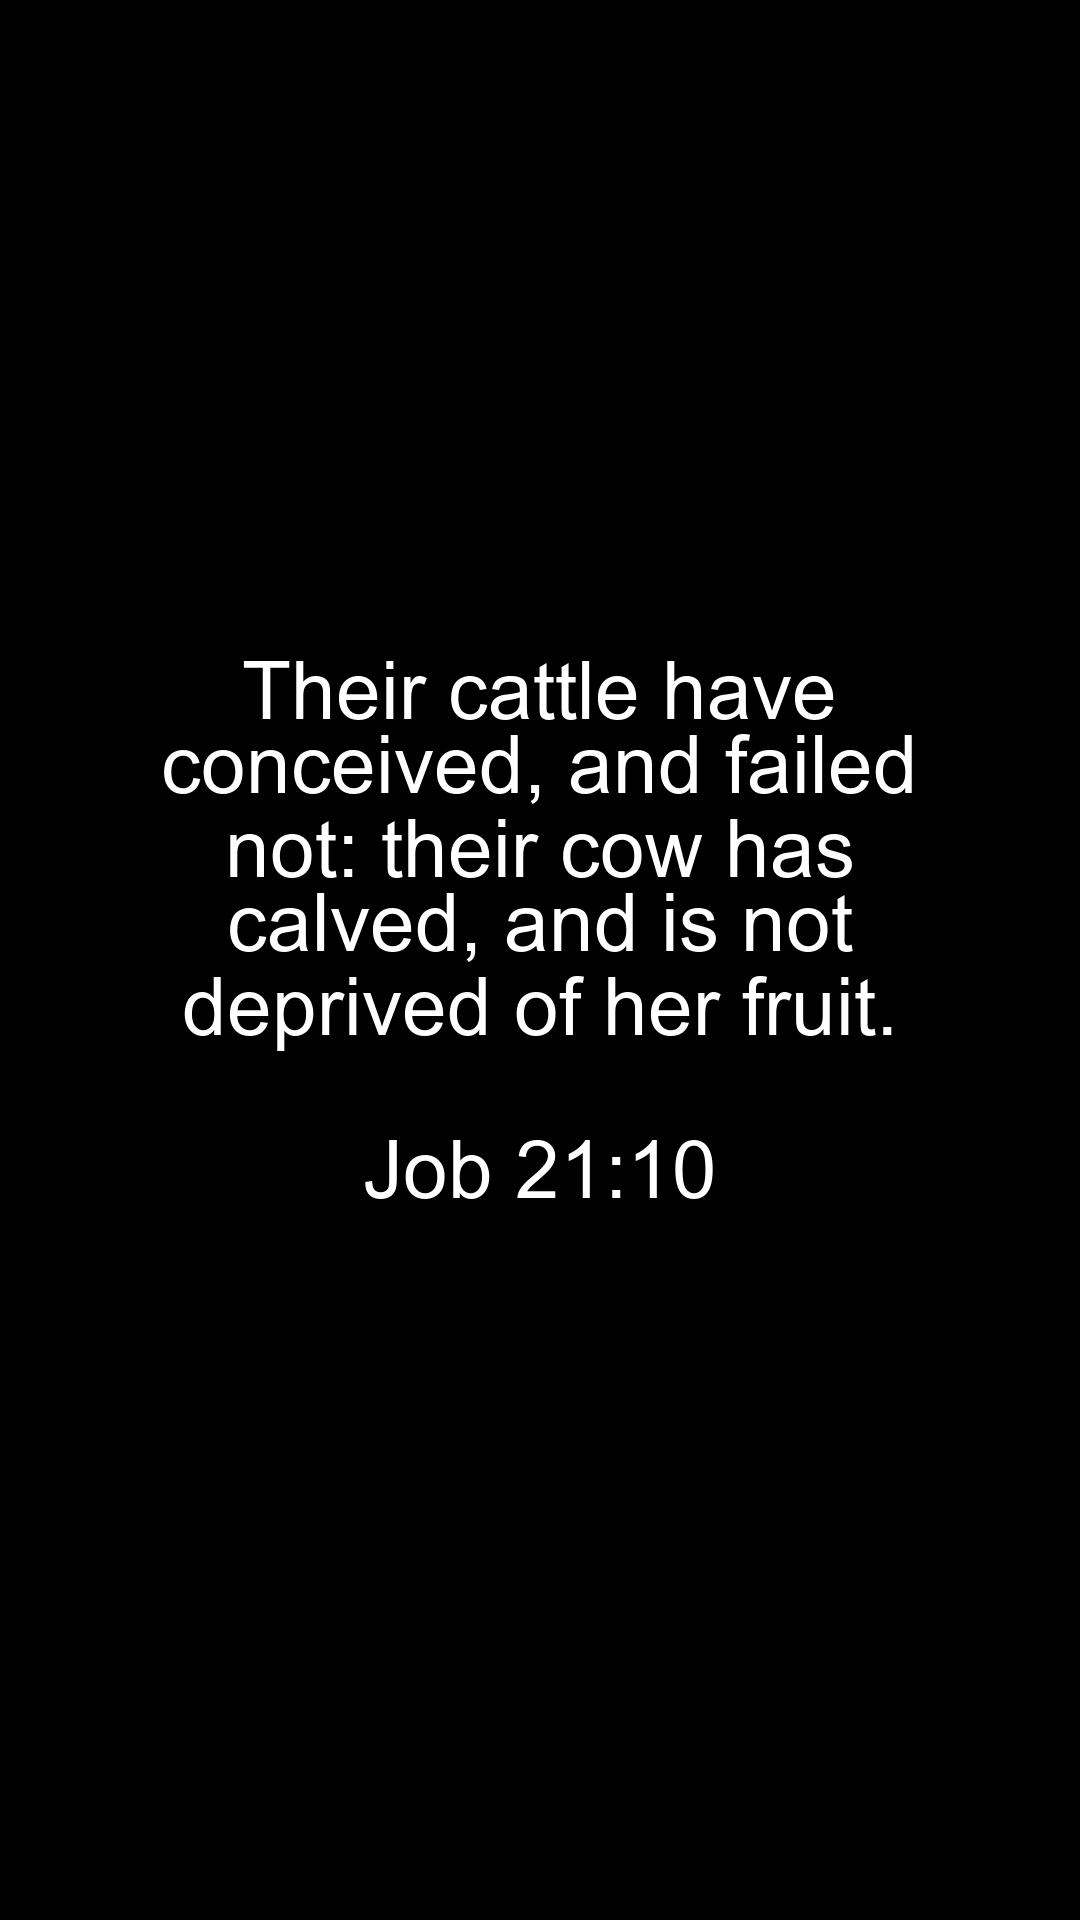 Their cattle have
conceived, and failed
not: their cow has
calved, and is not
deprived of her fruit.
Job 21:10